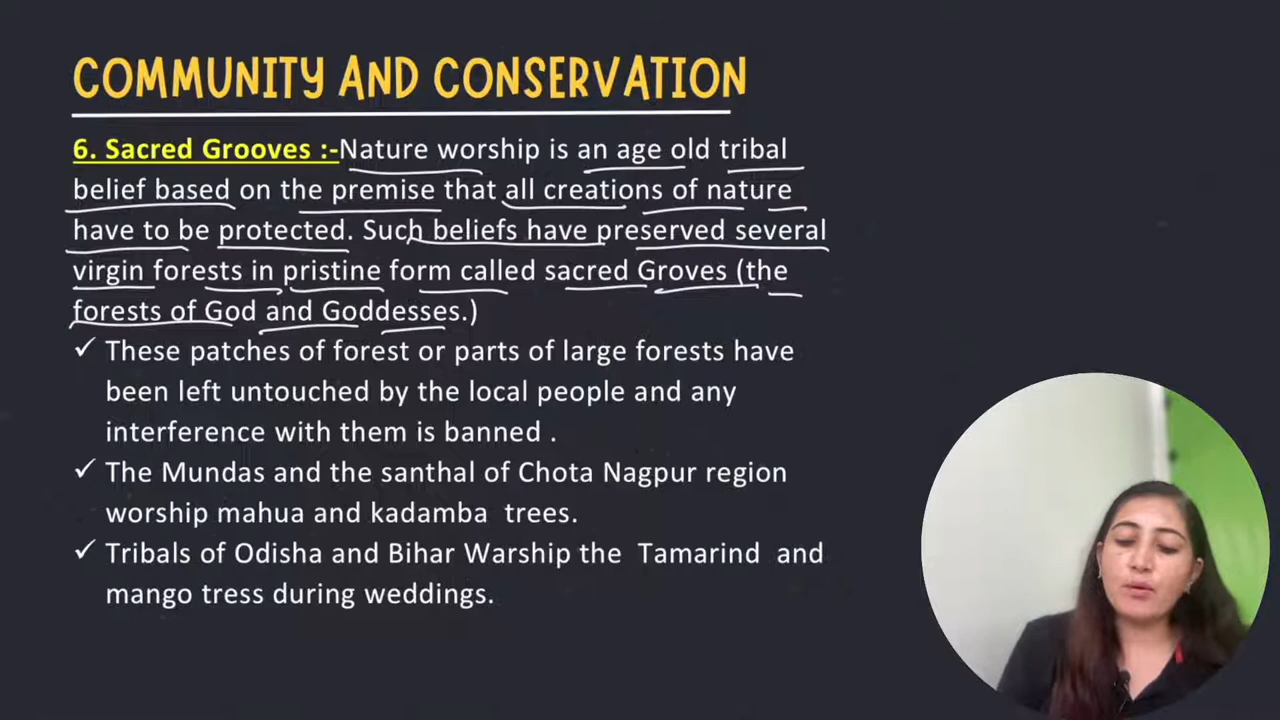 COMMUNITY AND CONSERVATION
6. Sacred Grooves :-Nature worship is an age old tribal
belief based on the premise that all creations of nature
have to be protected. Such beliefs have preserved several
virgin forests in pristine form called sacred Groves (the
forests of God and Goddesses.)
✓ These patches of forest or parts of large forests have
been left untouched by the local people and any
interference with them is banned .
✓ The Mundas and the santhal of Chota Nagpur region
worship mahua and kadamba trees.
✓ Tribals of Odisha and Bihar Warship the Tamarind and
mango tress during weddings.